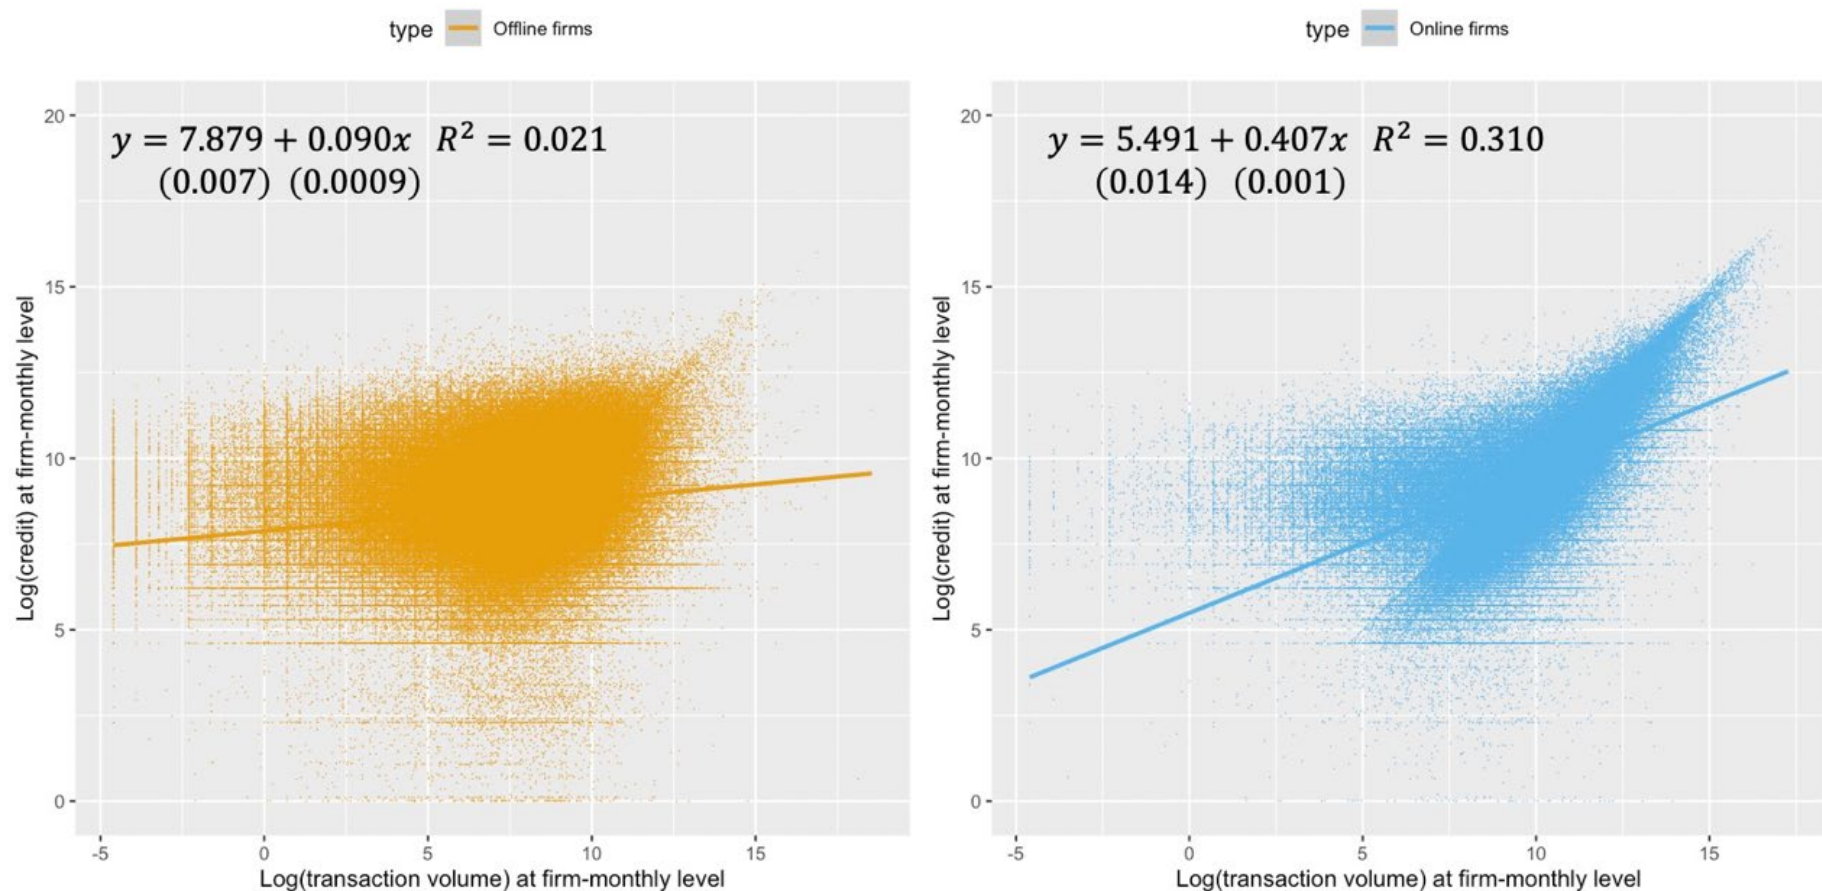 type Offline firms
y = 7.879 + 0.090x R² = 0.021
(0.007) (0.0009)
20
15
10
5
0
Log(credit) at firm-monthly level
-5 0 5 10 15
Log(transaction volume) at firm-monthly level
type Online firms
y = 5.491 + 0.407x R² = 0.310
(0.014) (0.001)
20
15
10
5
0
Log(credit) at firm-monthly level
-5 0 5 10 15
Log(transaction volume) at firm-monthly level